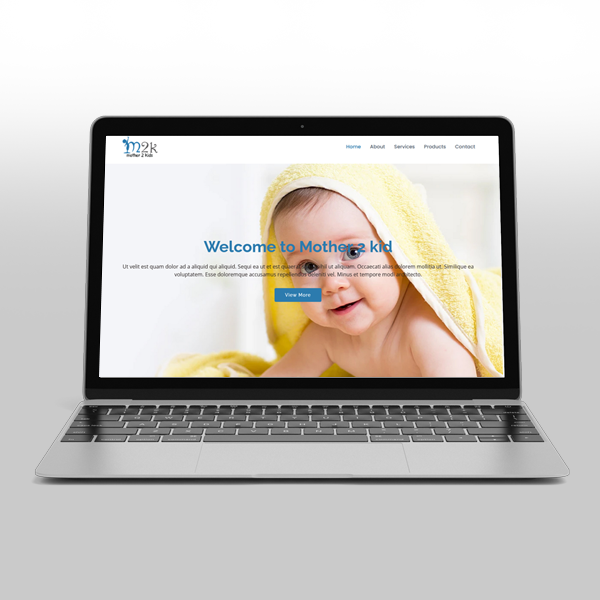 M2K
Mother 2 Kids
Home About Services Products Contact
Welcome to Mother 2 kid
Ut velit est quam dolor ad a aliquid qui aliquid. Sequi ea ut et est quaerat sequi nihil ut aliquam. Occaecati alias dolorem mollitia ut. Similique ea
voluptatem. Esse doloremque accusamus repellendus deleniti vel. Minus et tempore modi architecto.
View More